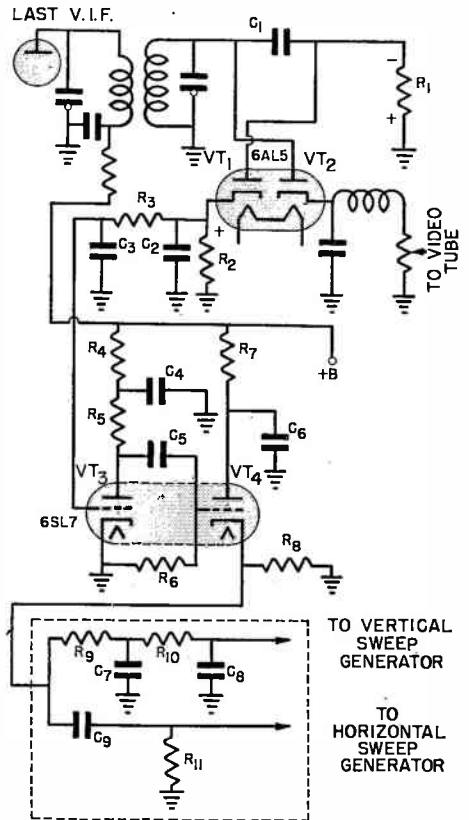 LAST V.I.F.
C1
R1
VT1
6AL5
VT2
R3
C3
C2
R2
TO VIDEO
TUBE
R4
R7
+B
C4
R5
C5
C6
VT3
VT4
6SL7
R6
R8
R9
R10
C7
C8
TO VERTICAL
SWEEP
GENERATOR
C9
R11
TO
HORIZONTAL
SWEEP
GENERATOR